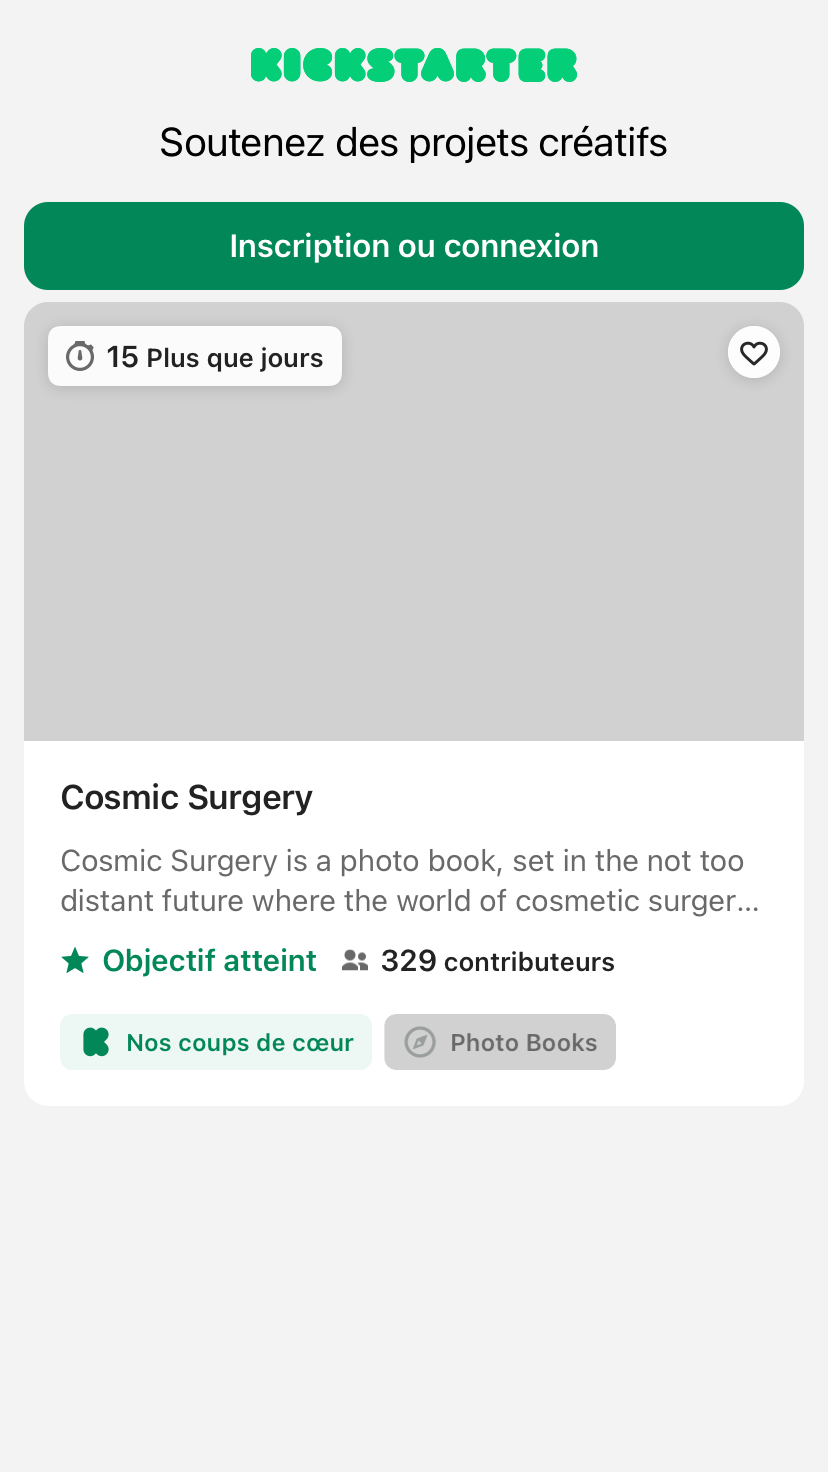 KICKSTARTER
Soutenez des projets créatifs
Inscription ou connexion
15 Plus que jours
Cosmic Surgery
Cosmic Surgery is a photo book, set in the not too
distant future where the world of cosmetic surger...
Objectif atteint 329 contributeurs
Nos coups de cœur Photo Books